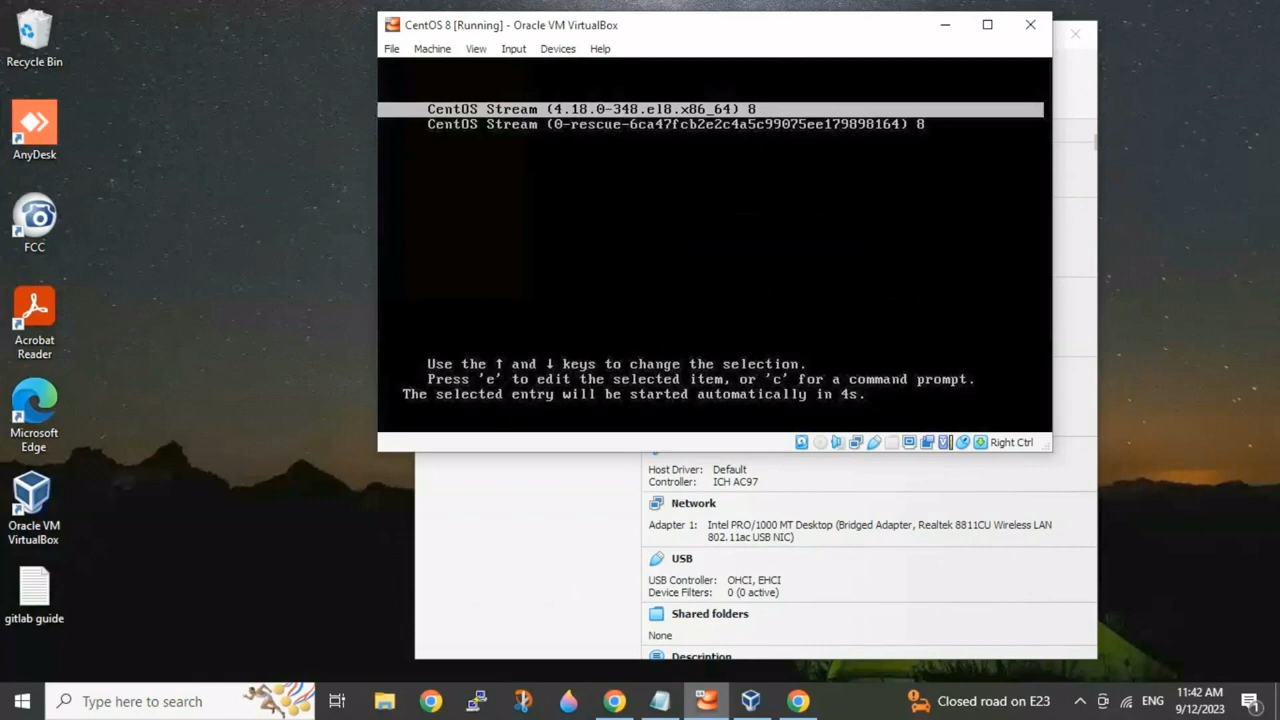 CentOS 8 [Running] - Oracle VM VirtualBox
File Machine View Input Devices Help
CentOS Stream (4.18.0-348.el8.x86_64) 8
CentOS Stream (0-rescue-6ca47fcb2e2c4a5c99075ee179898164) 8
Use the ↑ and ↓ keys to change the selection.
Press 'e' to edit the selected item, or 'c' for a command prompt.
The selected entry will be started automatically in 4s.
Right Ctrl
Host Driver: Default
Controller: ICH AC97
Network
Adapter 1: Intel PRO/1000 MT Desktop (Bridged Adapter, Realtek 8811CU Wireless LAN
802.11ac USB NIC)
USB
USB Controller: OHCI, EHCI
Device Filters: 0 (0 active)
Shared folders
None
Description
Recycle Bin
AnyDesk
FCC
Acrobat
Reader
Microsoft
Edge
Oracle VM
VirtualBox
gitlab guide
Type here to search
Closed road on E23
ENG
11:42 AM
9/12/2023
1